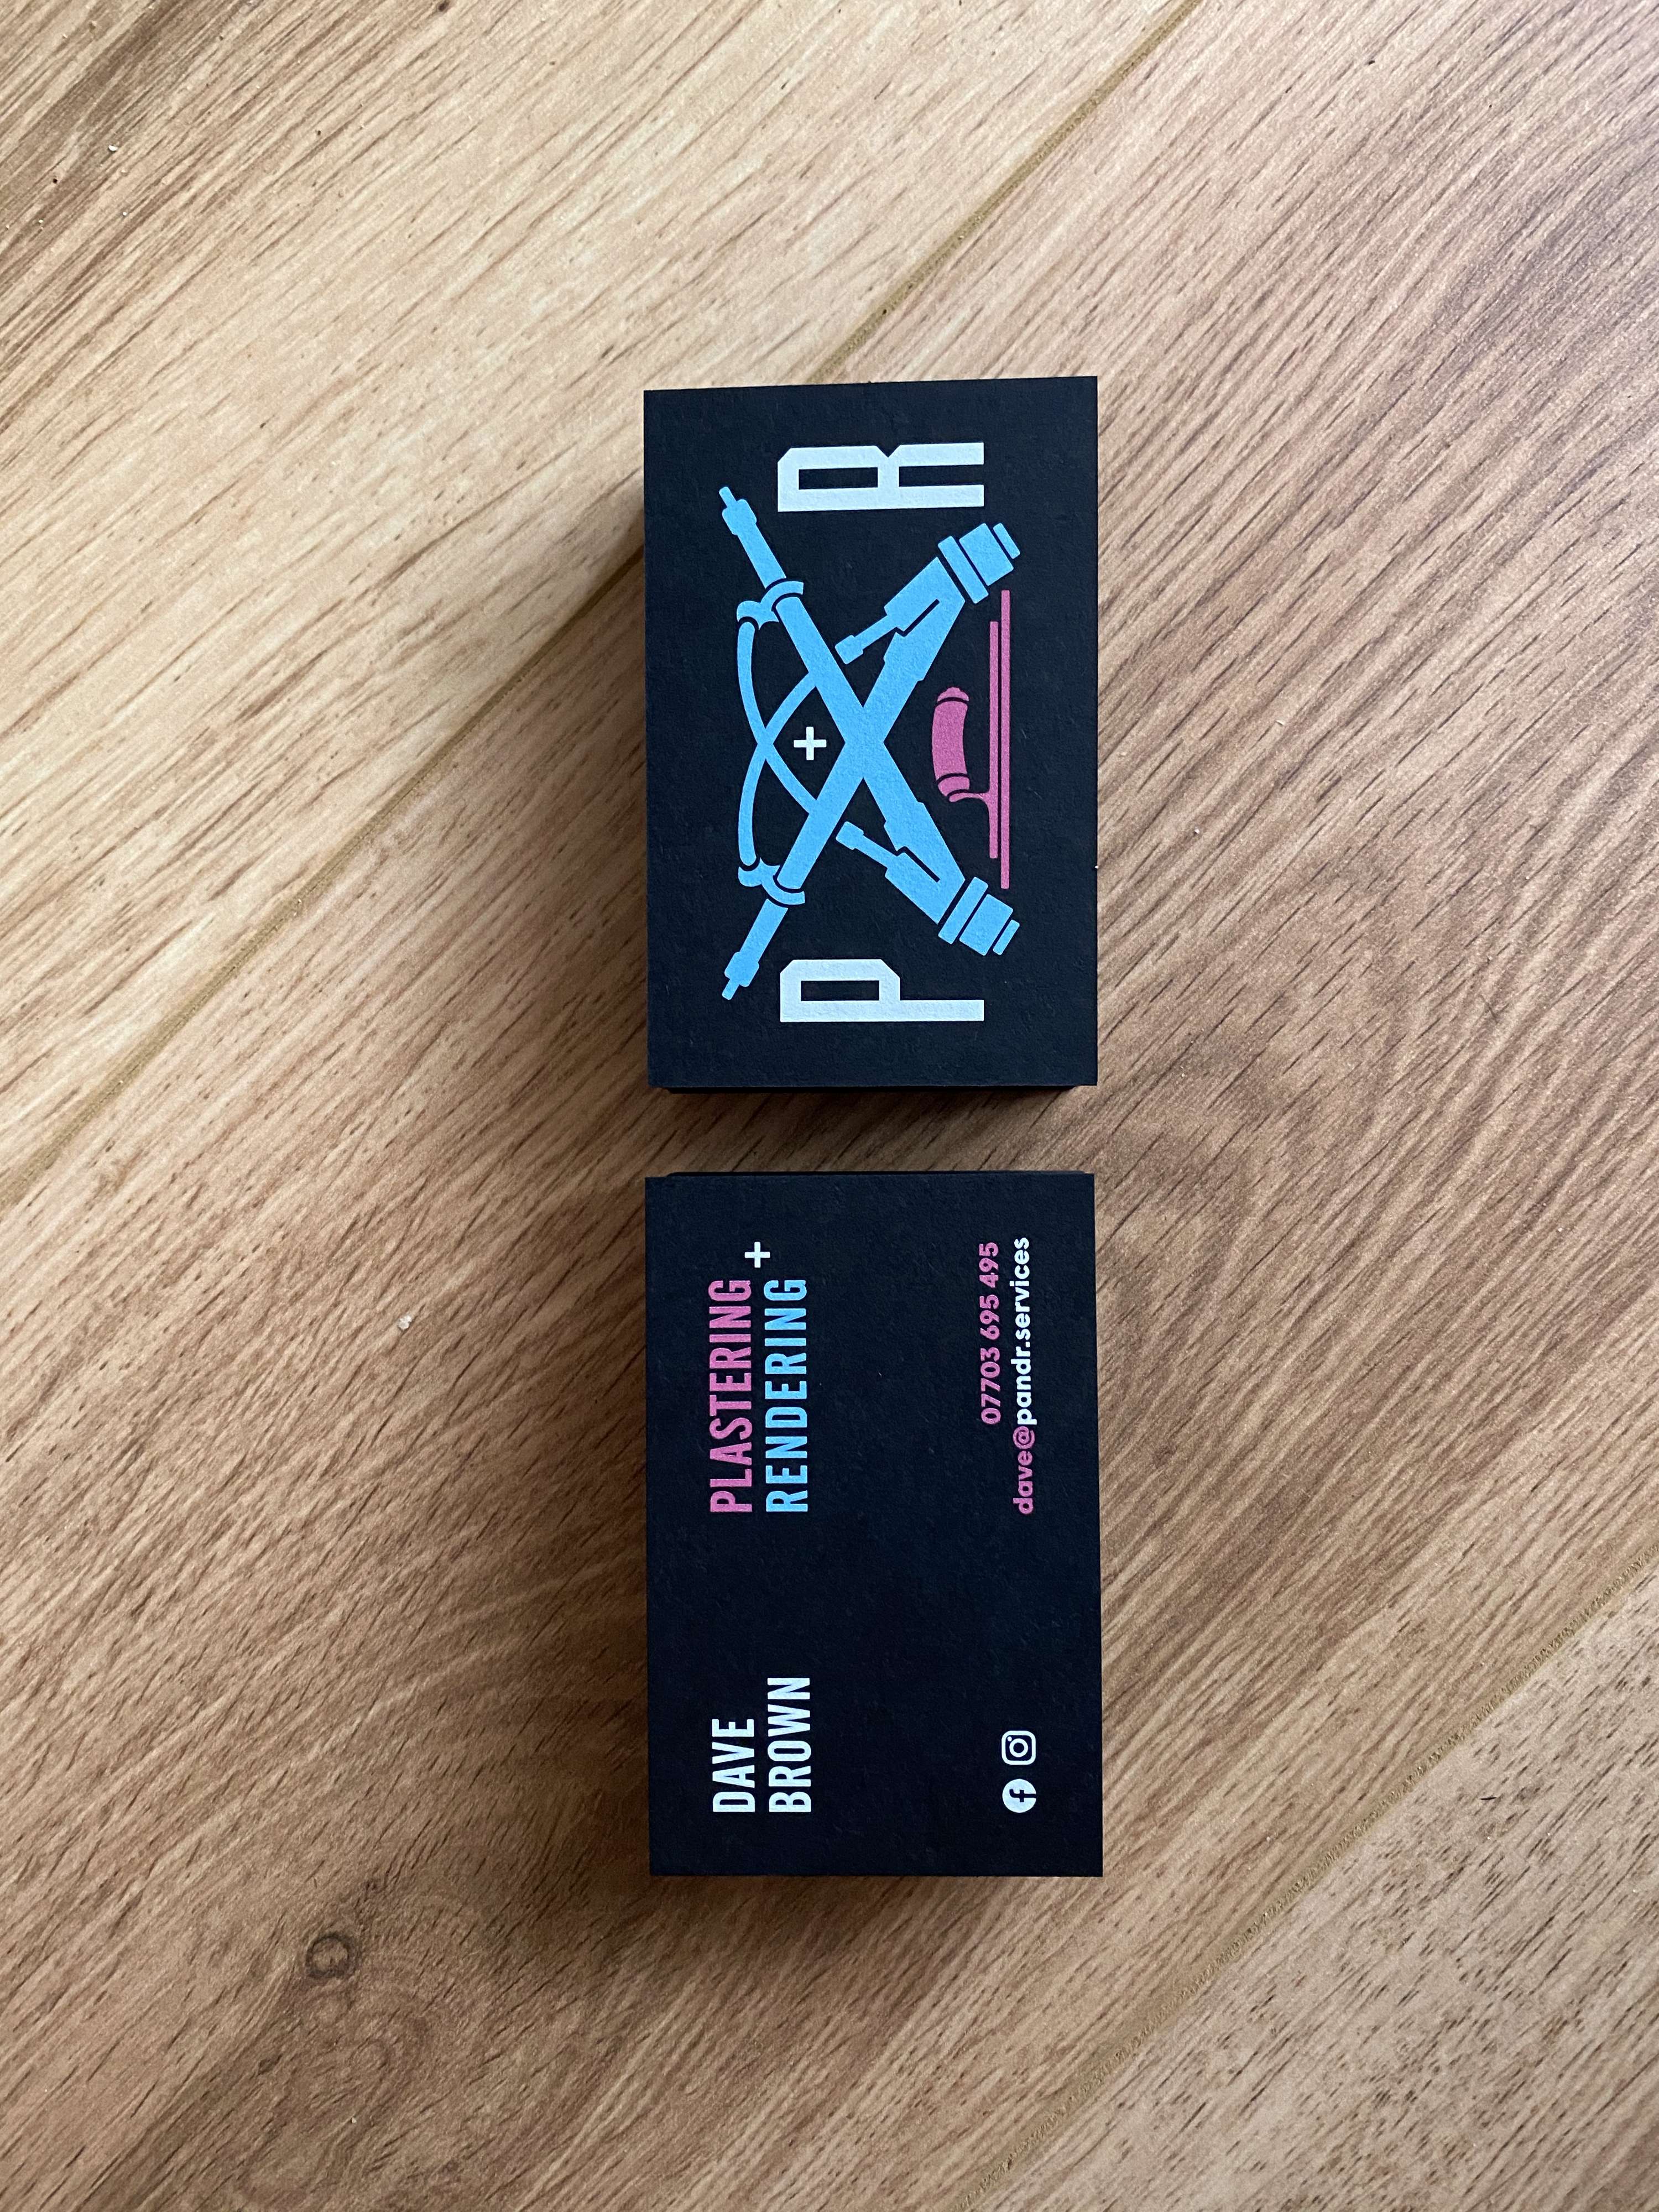 DAVE
BROWN
PLASTERING +
RENDERING
07703 695 495
dave@pandr.services
P + R